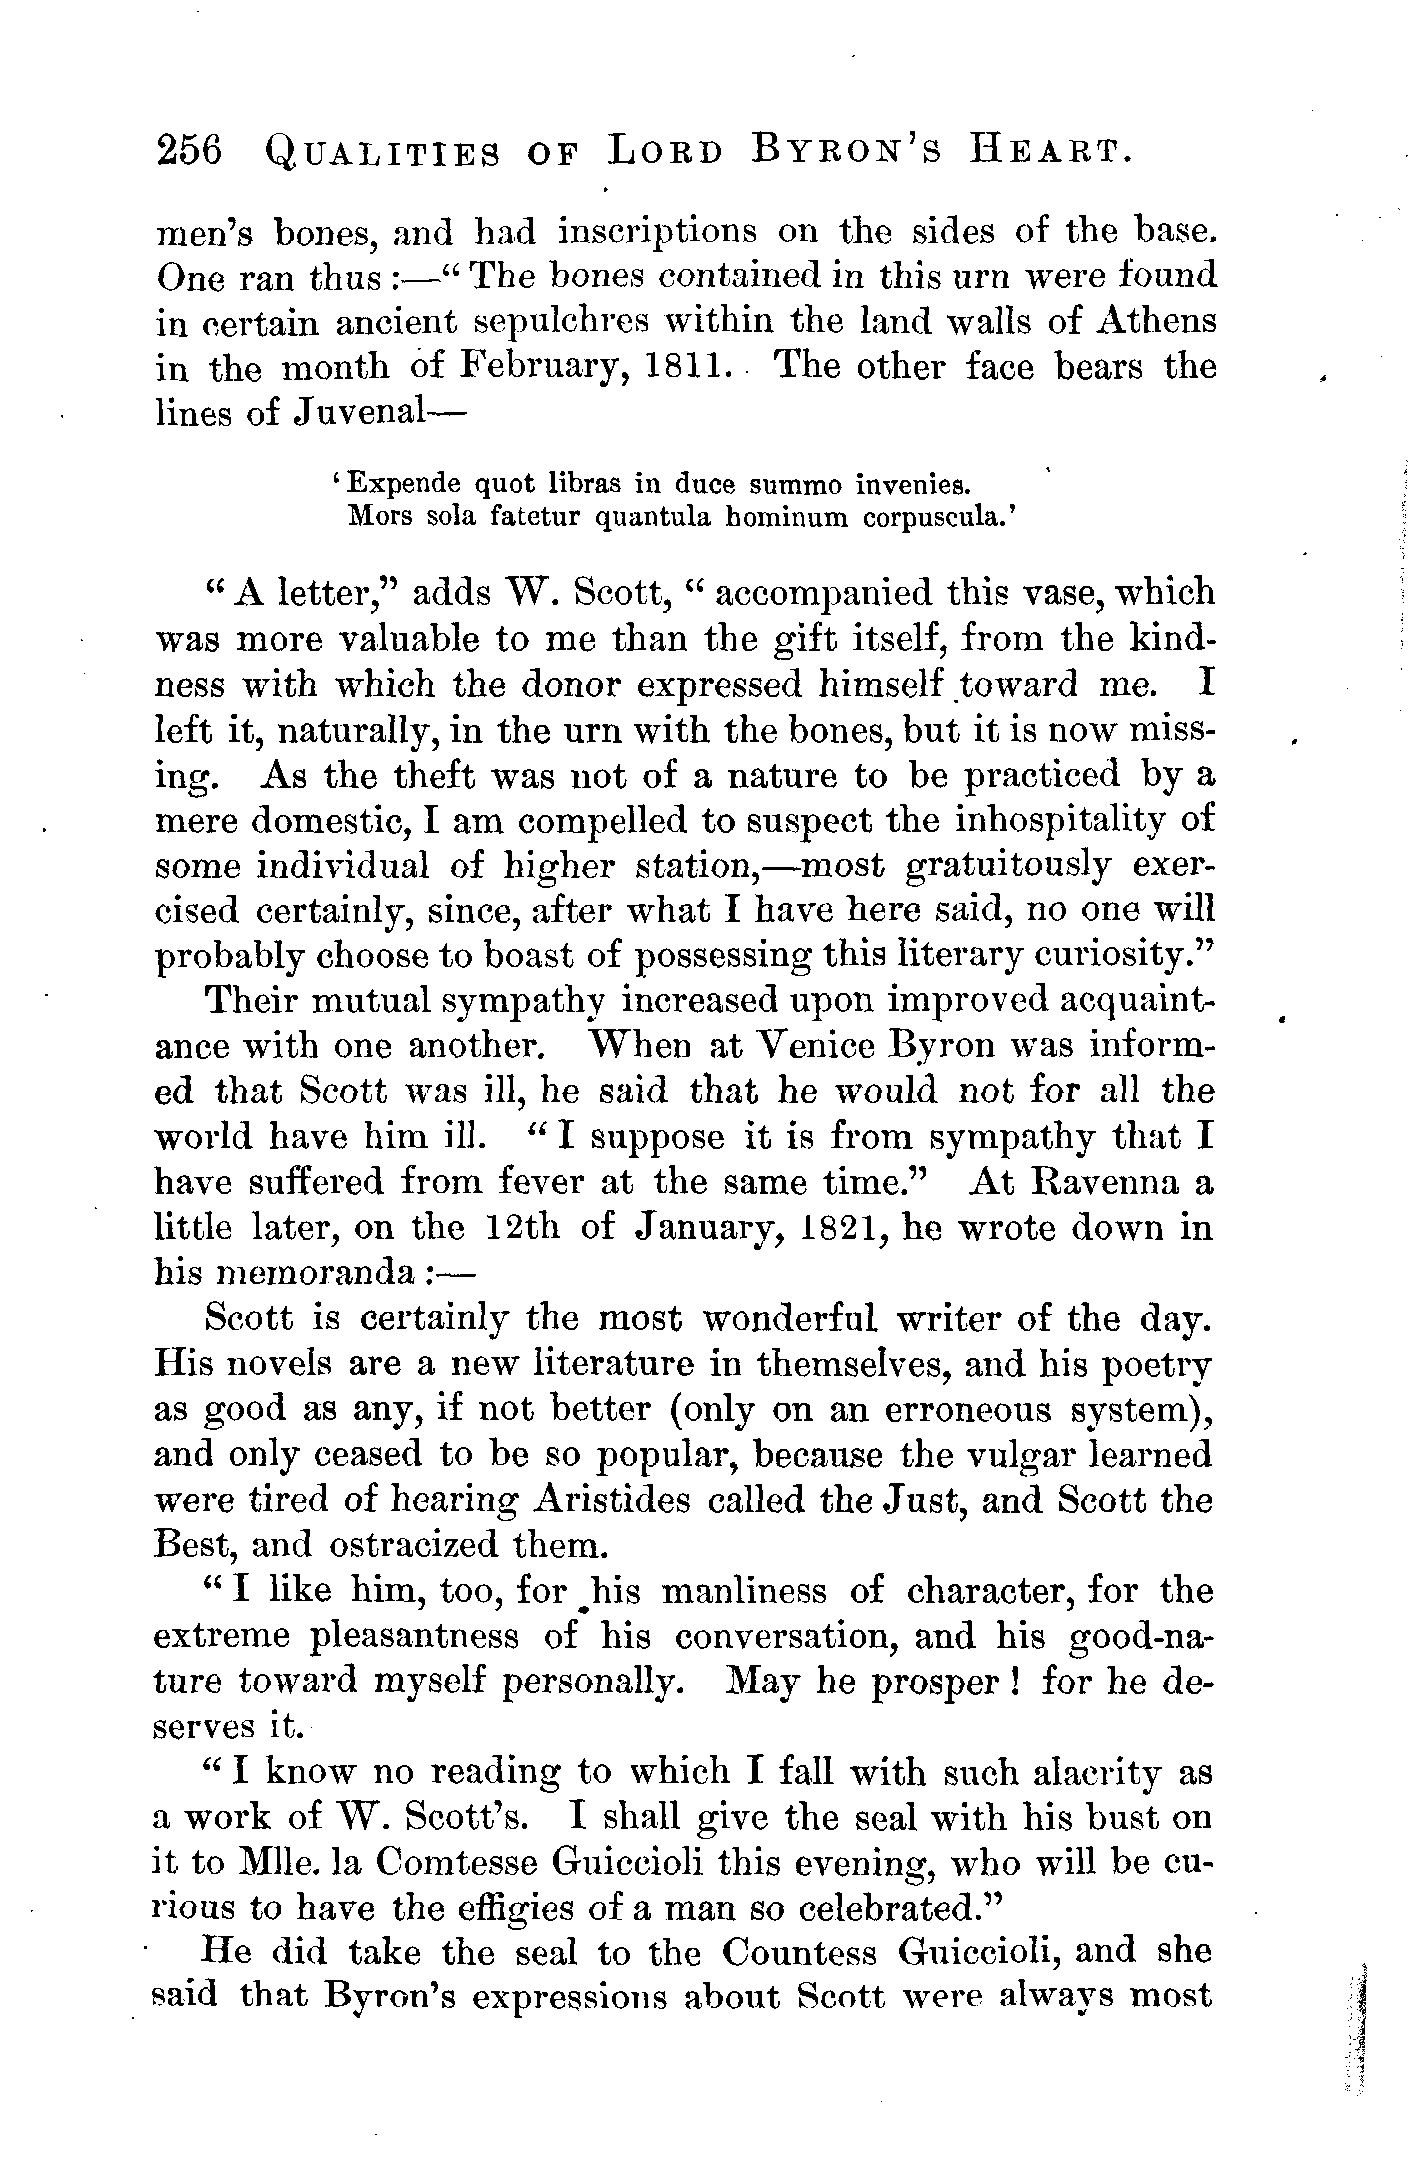 256 QUALITIES OF LORD BYRON'S HEART.
men's bones, and had inscriptions on the sides of the base.
One ran thus :—“ The bones contained in this urn were found
in certain ancient sepulchres within the land walls of Athens
in the month of February, 1811. The other face bears the
lines of Juvenal—
‘ Expende quot libras in duce summo invenies.
Mors sola fatetur quantula hominum corpuscula.’
“ A letter,” adds W. Scott, “ accompanied this vase, which
was more valuable to me than the gift itself, from the kind-
ness with which the donor expressed himself toward me. I
left it, naturally, in the urn with the bones, but it is now miss-
ing. As the theft was not of a nature to be practiced by a
mere domestic, I am compelled to suspect the inhospitality of
some individual of higher station,—most gratuitously exer-
cised certainly, since, after what I have here said, no one will
probably choose to boast of possessing this literary curiosity.”
Their mutual sympathy increased upon improved acquaint-
ance with one another. When at Venice Byron was inform-
ed that Scott was ill, he said that he would not for all the
world have him ill. “ I suppose it is from sympathy that I
have suffered from fever at the same time.” At Ravenna a
little later, on the 12th of January, 1821, he wrote down in
his memoranda :—
Scott is certainly the most wonderful writer of the day.
His novels are a new literature in themselves, and his poetry
as good as any, if not better (only on an erroneous system),
and only ceased to be so popular, because the vulgar learned
were tired of hearing Aristides called the Just, and Scott the
Best, and ostracized them.
“ I like him, too, for his manliness of character, for the
extreme pleasantness of his conversation, and his good-na-
ture toward myself personally. May he prosper ! for he de-
serves it.
“ I know no reading to which I fall with such alacrity as
a work of W. Scott's. I shall give the seal with his bust on
it to Mlle. la Comtesse Guiccioli this evening, who will be cu-
rious to have the effigies of a man so celebrated.”
He did take the seal to the Countess Guiccioli, and she
said that Byron's expressions about Scott were always most